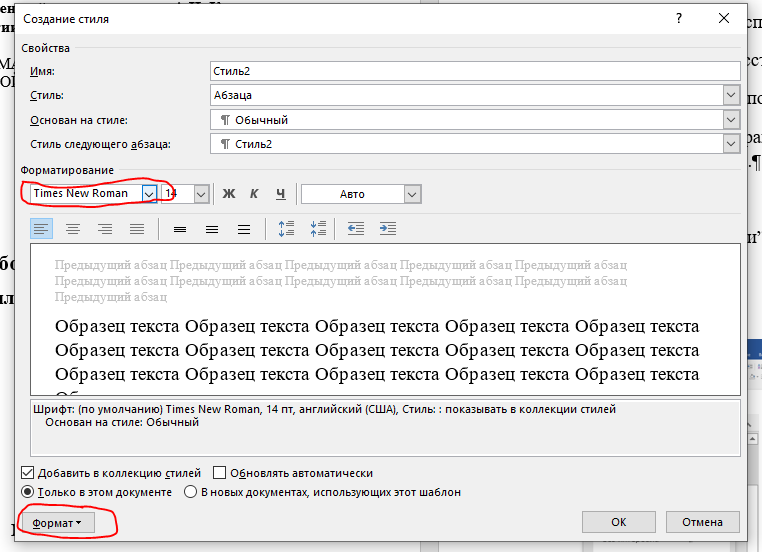 Создание стиля
?
Свойства
Имя:
Стиль2
Стиль:
Абзаца
Основан на стиле:
¶ Обычный
Стиль следующего абзаца:
¶ Стиль2
Форматирование
Times New Roman
14
Ж К Ч
Авто
Предыдущий абзац Предыдущий абзац Предыдущий абзац Предыдущий абзац Предыдущий абзац
Предыдущий абзац Предыдущий абзац Предыдущий абзац Предыдущий абзац Предыдущий абзац
Предыдущий абзац
Образец текста Образец текста Образец текста Образец текста Образец текста
Образец текста Образец текста Образец текста Образец текста Образец текста
Образец текста Образец текста Образец текста Образец текста Образец текста
Шрифт: (по умолчанию) Times New Roman, 14 пт, английский (США), Стиль: : показывать в коллекции стилей
Основан на стиле: Обычный
Добавить в коллекцию стилей
Обновлять автоматически
Только в этом документе
В новых документах, использующих этот шаблон
Формат
ОК
Отмена